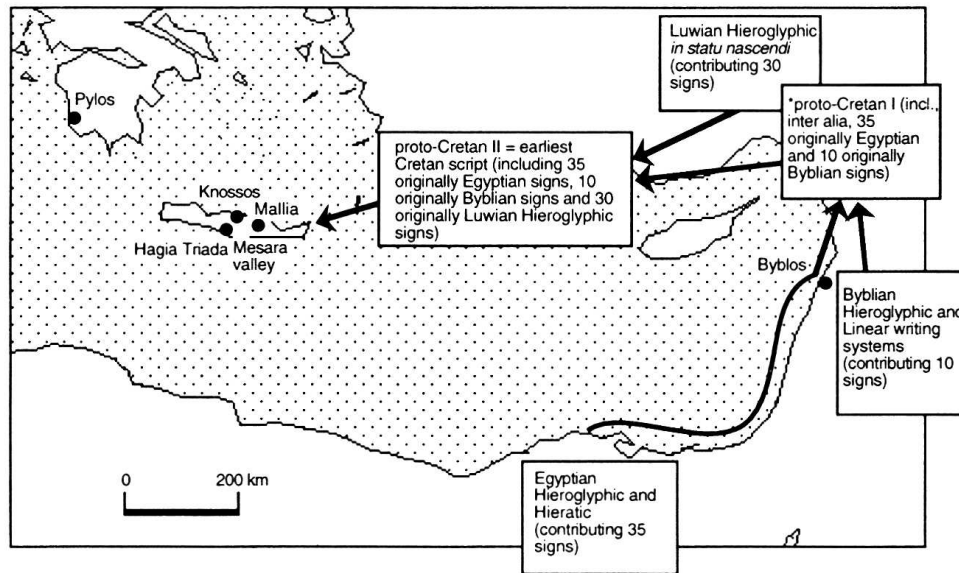 Luwian Hieroglyphic
in statu nascendi
(contributing 30
signs)
*proto-Cretan I (incl.,
inter alia, 35
originally Egyptian
and 10 originally
Byblian signs)
Pylos
proto-Cretan II = earliest
Cretan script (including 35
originally Egyptian signs, 10
originally Byblian signs and 30
originally Luwian Hieroglyphic
signs)
Knossos
Mallia
Hagia Triada
Mesara
valley
Byblos
Byblian
Hieroglyphic and
Linear writing
systems
(contributing 10
signs)
0 200 km
Egyptian
Hieroglyphic and
Hieratic
(contributing 35
signs)